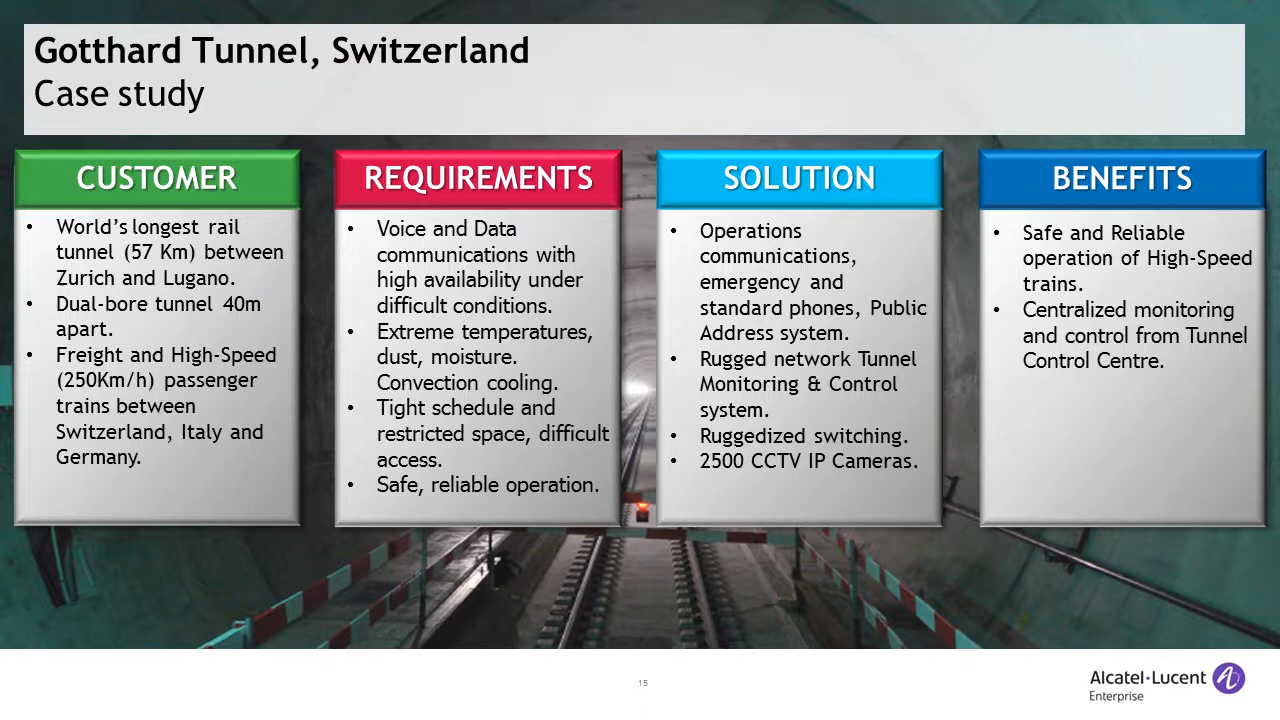 Gotthard Tunnel, Switzerland
Case study
CUSTOMER
• World’s longest rail
tunnel (57 Km) between
Zurich and Lugano.
• Dual-bore tunnel 40m
apart.
• Freight and High-Speed
(250Km/h) passenger
trains between
Switzerland, Italy and
Germany.
REQUIREMENTS
• Voice and Data
communications with
high availability under
difficult conditions.
• Extreme temperatures,
dust, moisture.
Convection cooling.
• Tight schedule and
restricted space, difficult
access.
• Safe, reliable operation.
SOLUTION
• Operations
communications,
emergency and
standard phones, Public
Address system.
• Rugged network Tunnel
Monitoring & Control
system.
• Ruggedized switching.
• 2500 CCTV IP Cameras.
BENEFITS
• Safe and Reliable
operation of High-Speed
trains.
• Centralized monitoring
and control from Tunnel
Control Centre.
15
Alcatel·Lucent
Enterprise